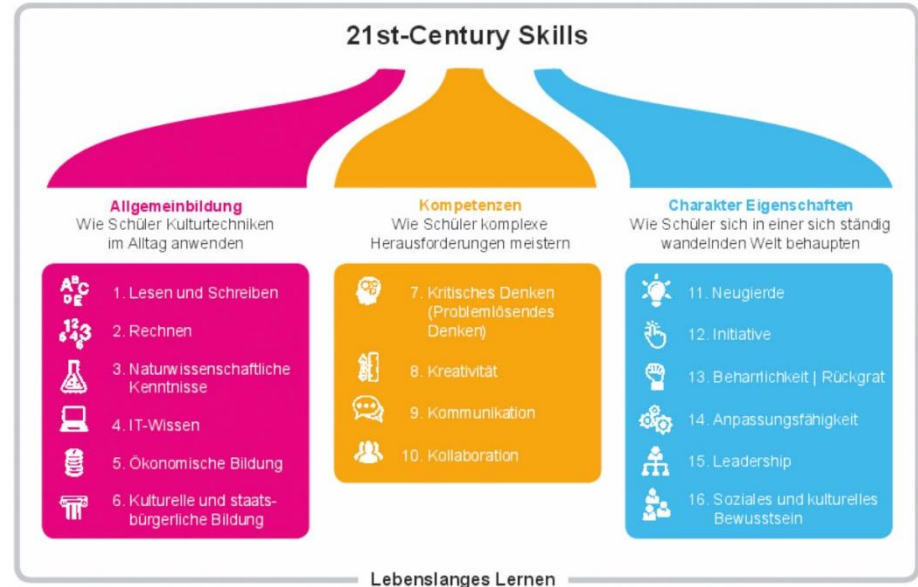 21st-Century Skills
Allgemeinbildung
Wie Schüler Kulturtechniken
im Alltag anwenden
1. Lesen und Schreiben
2. Rechnen
3. Naturwissenschaftliche
Kenntnisse
4. IT-Wissen
5. Ökonomische Bildung
6. Kulturelle und staats-
bürgerliche Bildung
Kompetenzen
Wie Schüler komplexe
Herausforderungen meistern
7. Kritisches Denken
(Problemlösendes
Denken)
8. Kreativität
9. Kommunikation
10. Kollaboration
Charakter Eigenschaften
Wie Schüler sich in einer sich ständig
wandelnden Welt behaupten
11. Neugierde
12. Initiative
13. Beharrlichkeit | Rückgrat
14. Anpassungsfähigkeit
15. Leadership
16. Soziales und kulturelles
Bewusstsein
Lebenslanges Lernen